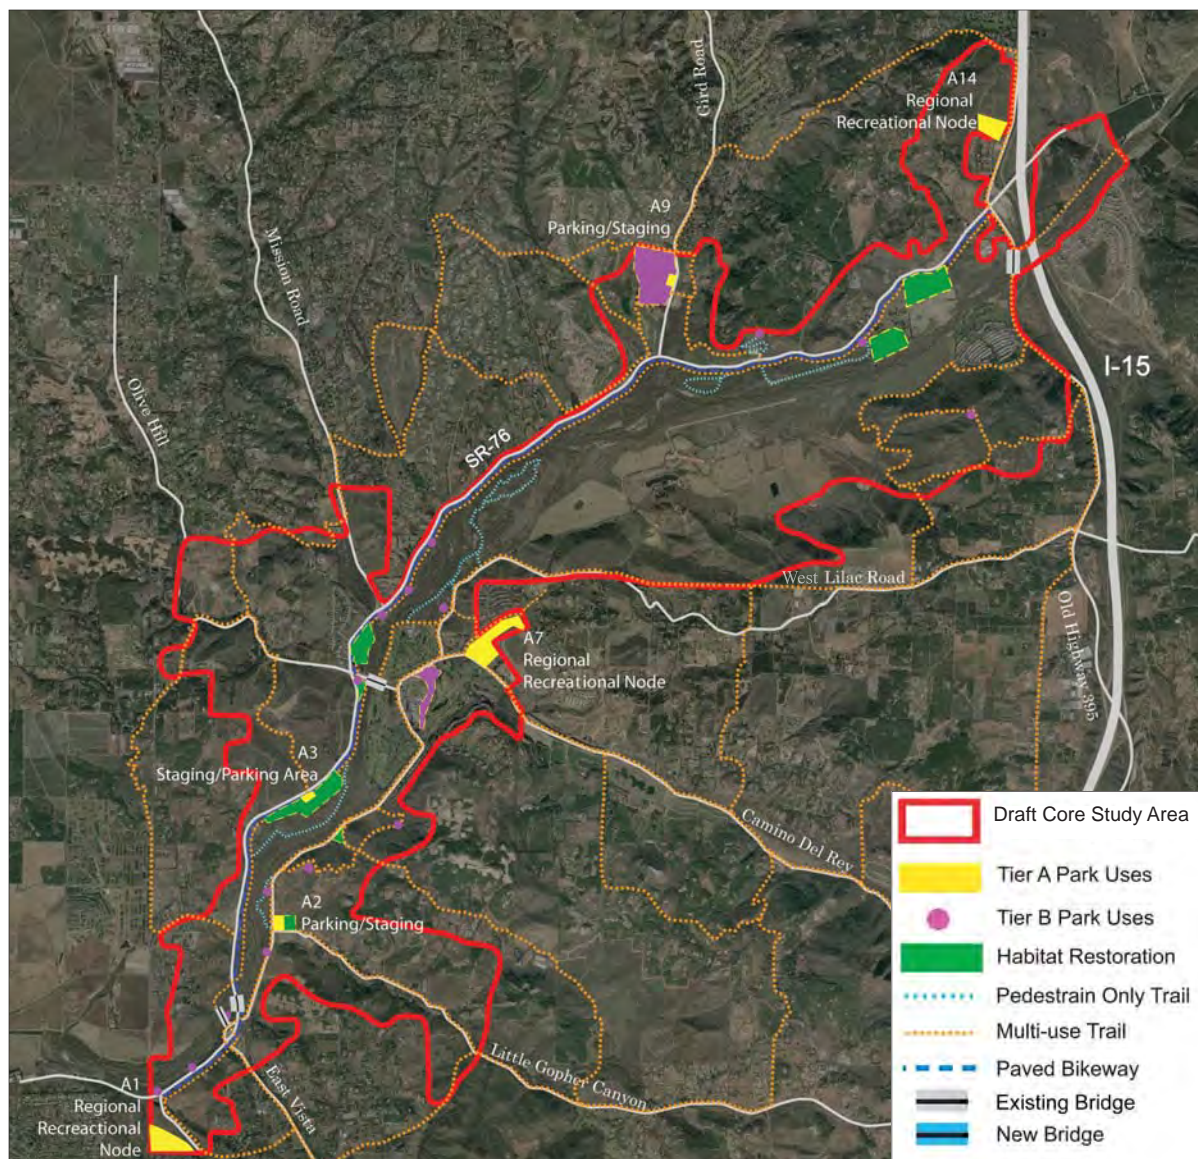 Gird Road
A14
Regional
Recreational Node
A9
Parking/Staging
Mission Road
Olive Hill
I-15
SR-76
West Lilac Road
Old Highway 395
A7
Regional
Recreational Node
A3
Staging/Parking Area
Camino Del Rey
A2
Parking/Staging
Little Gopher Canyon
East Vista
A1
Regional
Recreactional
Node
Draft Core Study Area
Tier A Park Uses
Tier B Park Uses
Habitat Restoration
Pedestrain Only Trail
Multi-use Trail
Paved Bikeway
Existing Bridge
New Bridge